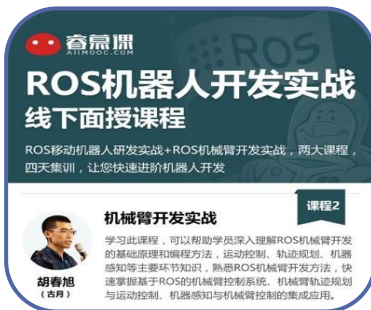 睿慕课
AIIMOOC.COM
ROS
ROS机器人开发实战
线下面授课程
ROS移动机器人研发实战+ROS机械臂开发实战，两大课程，
四天集训，让您快速进阶机器人开发
课程2
机械臂开发实战
学习此课程，可以帮助学员深入理解ROS机械臂开发
的基础原理和编程方法，运动控制、轨迹规划、机器
感知等主要环节知识，熟悉ROS机械臂开发方法，快
速掌握基于ROS的机械臂控制系统、机械臂轨迹规划
与运动控制、机器感知与机械臂控制的集成应用。
胡春旭
（古月）